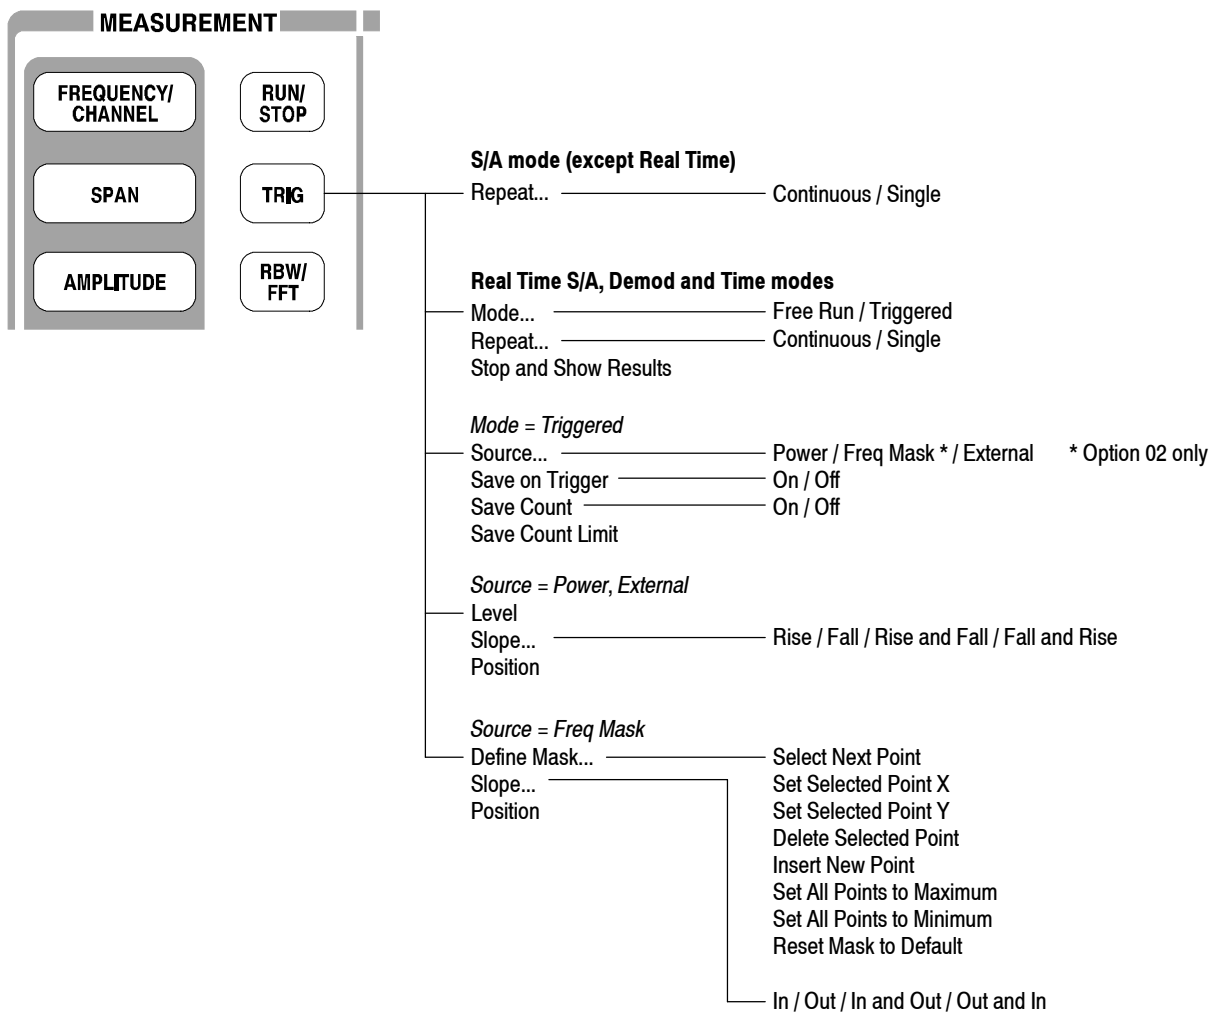 MEASUREMENT
FREQUENCY/
CHANNEL
RUN/
STOP
SPAN
TRIG
AMPLITUDE
RBW/
FFT
S/A mode (except Real Time)
Repeat... Continuous / Single
Real Time S/A, Demod and Time modes
Mode... Free Run / Triggered
Repeat... Continuous / Single
Stop and Show Results
Mode = Triggered
Source... Power / Freq Mask * / External * Option 02 only
Save on Trigger On / Off
Save Count On / Off
Save Count Limit
Source = Power, External
Level
Slope... Rise / Fall / Rise and Fall / Fall and Rise
Position
Source = Freq Mask
Define Mask... Select Next Point
Slope... Set Selected Point X
Position Set Selected Point Y
Delete Selected Point
Insert New Point
Set All Points to Maximum
Set All Points to Minimum
Reset Mask to Default
In / Out / In and Out / Out and In